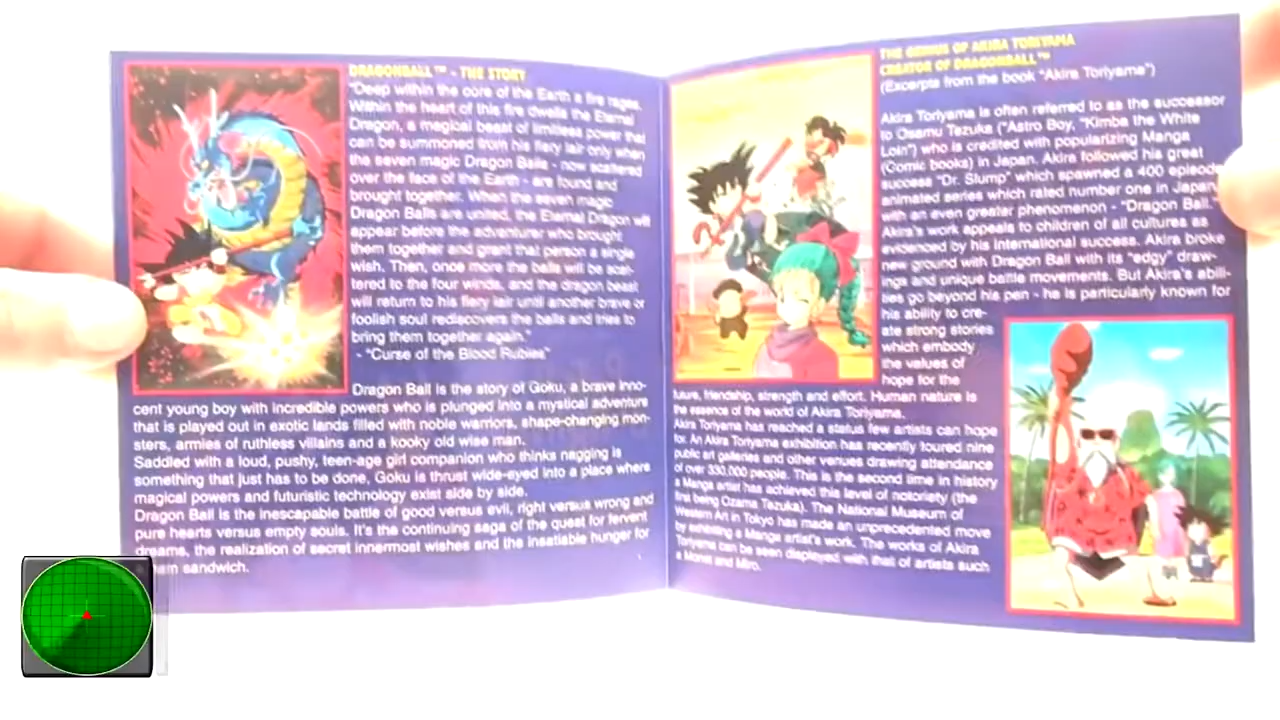 DRAGONBALL™ - THE STORY
"Deep within the core of the Earth a fire rages.
Within the heart of this fire dwells the Eternal
Dragon, a magical beast of limitless power that
can be summoned from his fiery lair only when
the seven magic Dragon Balls - now scattered
over the face of the Earth - are found and
brought together. When the seven magic
Dragon Balls are united, the Eternal Dragon will
appear before the adventurer who brought
them together and grant that person a single
wish. Then, once more the balls will be scat-
tered to the four winds, and the dragon beast
will return to his fiery lair until another brave or
foolish soul rediscovers the balls and tries to
bring them together again."
- "Curse of the Blood Rubies"
Dragon Ball is the story of Goku, a brave inno-
cent young boy with incredible powers who is plunged into a mystical adventure
that is played out in exotic lands filled with noble warriors, shape-changing mon-
sters, armies of ruthless villains and a kooky old wise man.
Saddled with a loud, pushy, teen-age girl companion who thinks nagging is
something that just has to be done, Goku is thrust wide-eyed into a place where
magical powers and futuristic technology exist side by side.
Dragon Ball is the inescapable battle of good versus evil, right versus wrong and
pure hearts versus empty souls. It's the continuing saga of the quest for fervent
dreams, the realization of secret innermost wishes and the insatiable hunger for
a ham sandwich.
THE GENIUS OF AKIRA TORIYAMA
CREATOR OF DRAGONBALL™
(Excerpts from the book "Akira Toriyama")
Akira Toriyama is often referred to as the successor
to Osamu Tezuka ("Astro Boy, "Kimba the White
Loin") who is credited with popularizing Manga
(Comic books) in Japan. Akira followed his great
success "Dr. Slump" which spawned a 400 episode
animated series which rated number one in Japan,
with an even greater phenomenon - "Dragon Ball."
Akira's work appeals to children of all cultures as
evidenced by his international success. Akira broke
new ground with Dragon Ball with its "edgy" draw-
ings and unique battle movements. But Akira's abili-
ties go beyond his pen - he is particularly known for
his ability to cre-
ate strong stories
which embody
the values of
hope for the
future, friendship, strength and effort. Human nature is
the essence of the world of Akira Toriyama.
Akira Toriyama has reached a status few artists can hope
for. An Akira Toriyama exhibition has recently toured nine
public art galleries and other venues drawing attendance
of over 330,000 people. This is the second time in history
a Manga artist has achieved this level of notoriety (the
first being Ozama Tezuka). The National Museum of
Western Art in Tokyo has made an unprecedented move
by exhibiting a Manga artist's work. The works of Akira
Toriyama can be seen displayed with that of artists such
a Monet and Miro.